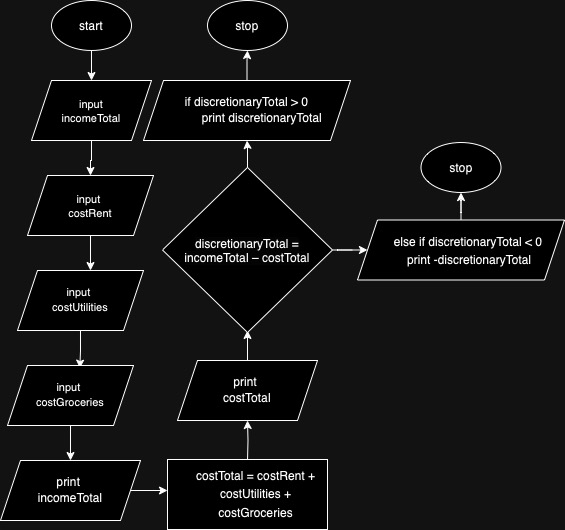 start
input
incomeTotal
input
costRent
input
costUtilities
input
costGroceries
print
incomeTotal
costTotal = costRent +
costUtilities +
costGroceries
print
costTotal
discretionaryTotal =
incomeTotal – costTotal
if discretionaryTotal > 0
print discretionaryTotal
stop
else if discretionaryTotal < 0
print -discretionaryTotal
stop